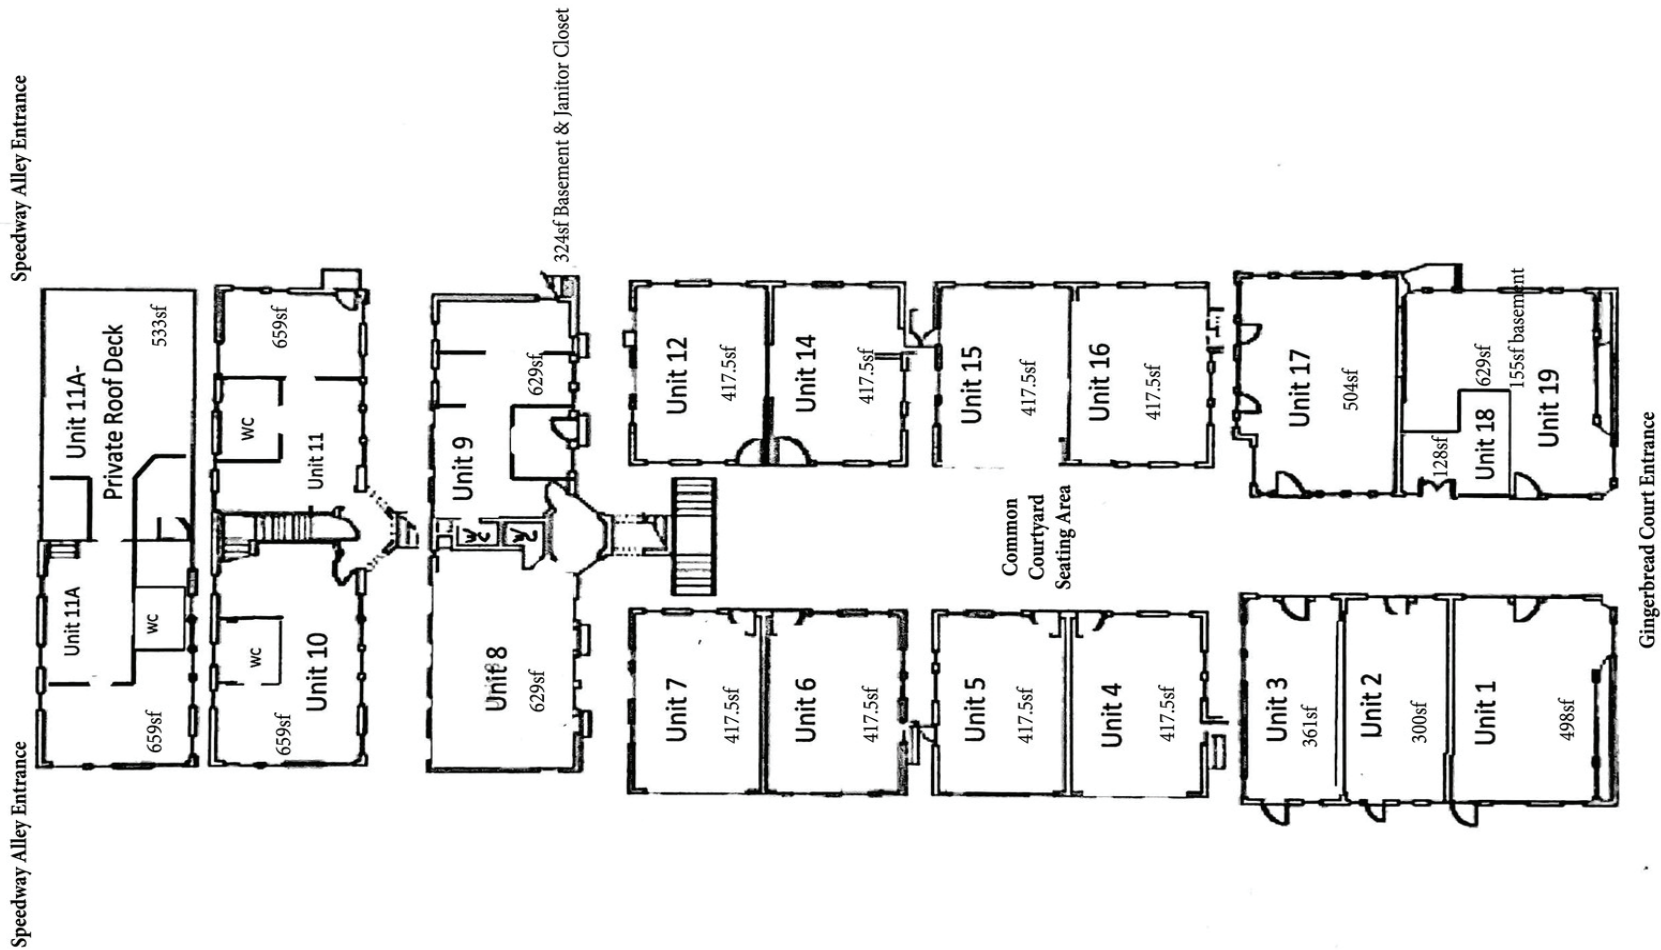 Speedway Alley Entrance
Speedway Alley Entrance
Unit 11A-
Private Roof Deck
533sf
Unit 11A
WC
659sf
659sf
WC
Unit 11
WC
Unit 10
659sf
324sf Basement & Janitor Closet
629sf
Unit 9
WC
WC
Unit 8
629sf
Unit 12
417.5sf
Unit 14
417.5sf
Unit 15
417.5sf
Unit 16
417.5sf
Unit 17
504sf
629sf
155sf basement
128sf
Unit 18
Unit 19
Common
Courtyard
Seating Area
Unit 7
417.5sf
Unit 6
417.5sf
Unit 5
417.5sf
Unit 4
417.5sf
Unit 3
361sf
Unit 2
300sf
Unit 1
498sf
Gingerbread Court Entrance